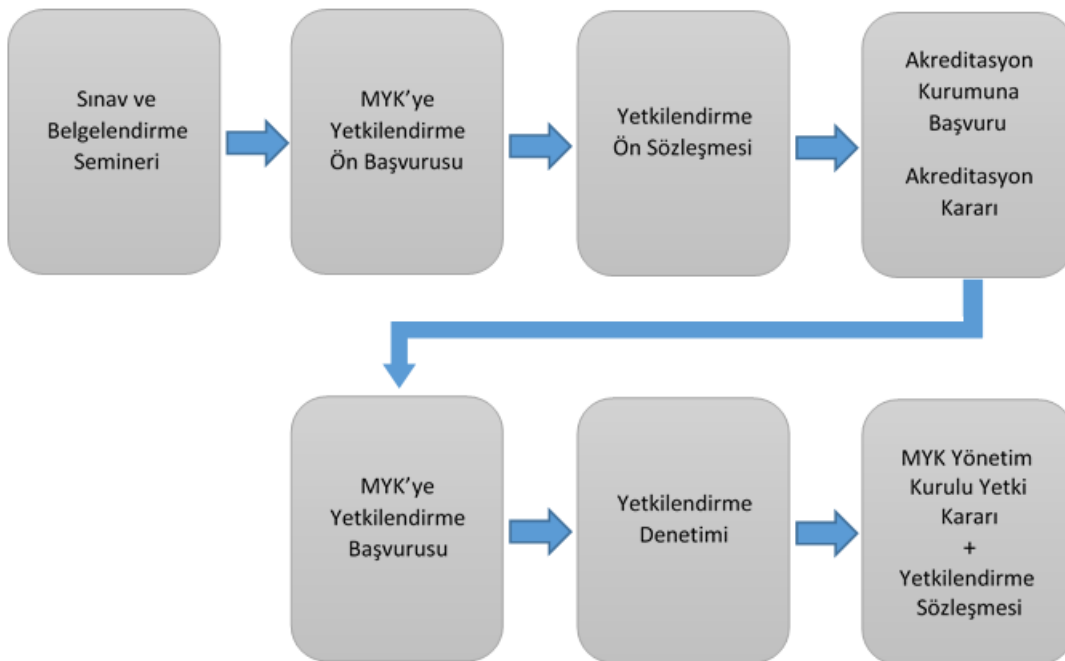 Sınav ve
Belgelendirme
Semineri
MYK'ye
Yetkilendirme
Ön Başvurusu
Yetkilendirme
Ön Sözleşmesi
Akreditasyon
Kurumuna
Başvuru
Akreditasyon
Kararı
MYK'ye
Yetkilendirme
Başvurusu
Yetkilendirme
Denetimi
MYK Yönetim
Kurulu Yetki
Kararı
+
Yetkilendirme
Sözleşmesi